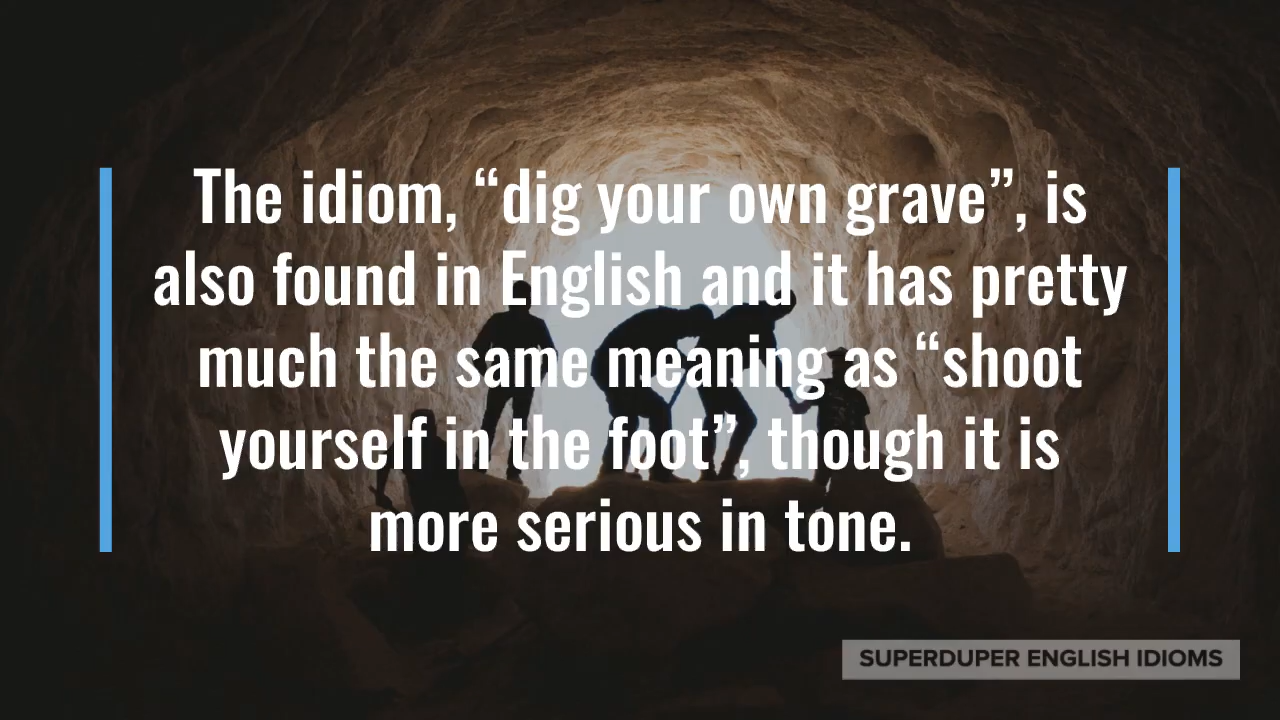 The idiom, “dig your own grave”, is
also found in English and it has pretty
much the same meaning as “shoot
yourself in the foot”, though it is
more serious in tone.
SUPERDUPER ENGLISH IDIOMS